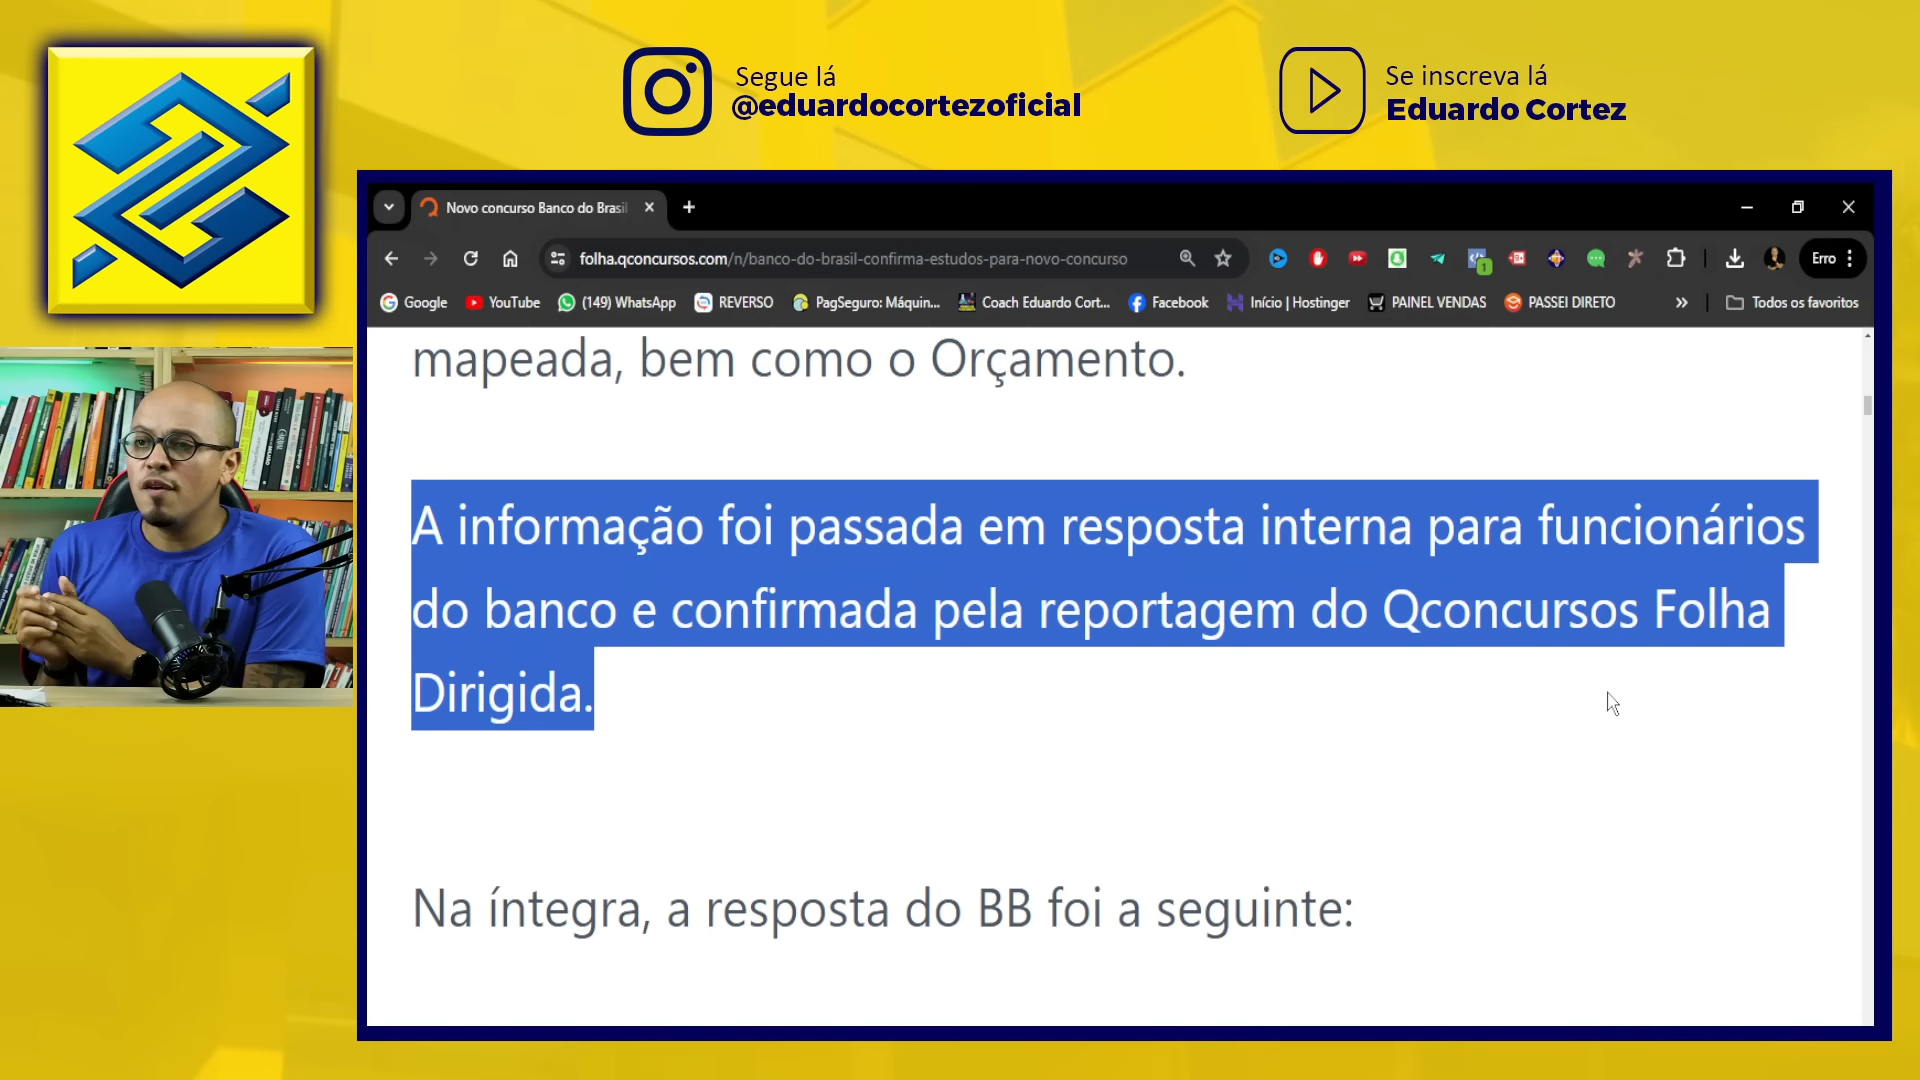 Segue lá
@eduardocortezoficial
Se inscreva lá
Eduardo Cortez
Novo concurso Banco do Brasil
folha.qconcursos.com/n/banco-do-brasil-confirma-estudos-para-novo-concurso
1
Erro
Google
YouTube
(149) WhatsApp
REVERSO
PagSeguro: Máquin...
Coach Eduardo Cort...
Facebook
Início | Hostinger
PAINEL VENDAS
PASSEI DIRETO
»
Todos os favoritos
mapeada, bem como o Orçamento.
A informação foi passada em resposta interna para funcionários
do banco e confirmada pela reportagem do Qconcursos Folha
Dirigida.
Na íntegra, a resposta do BB foi a seguinte: